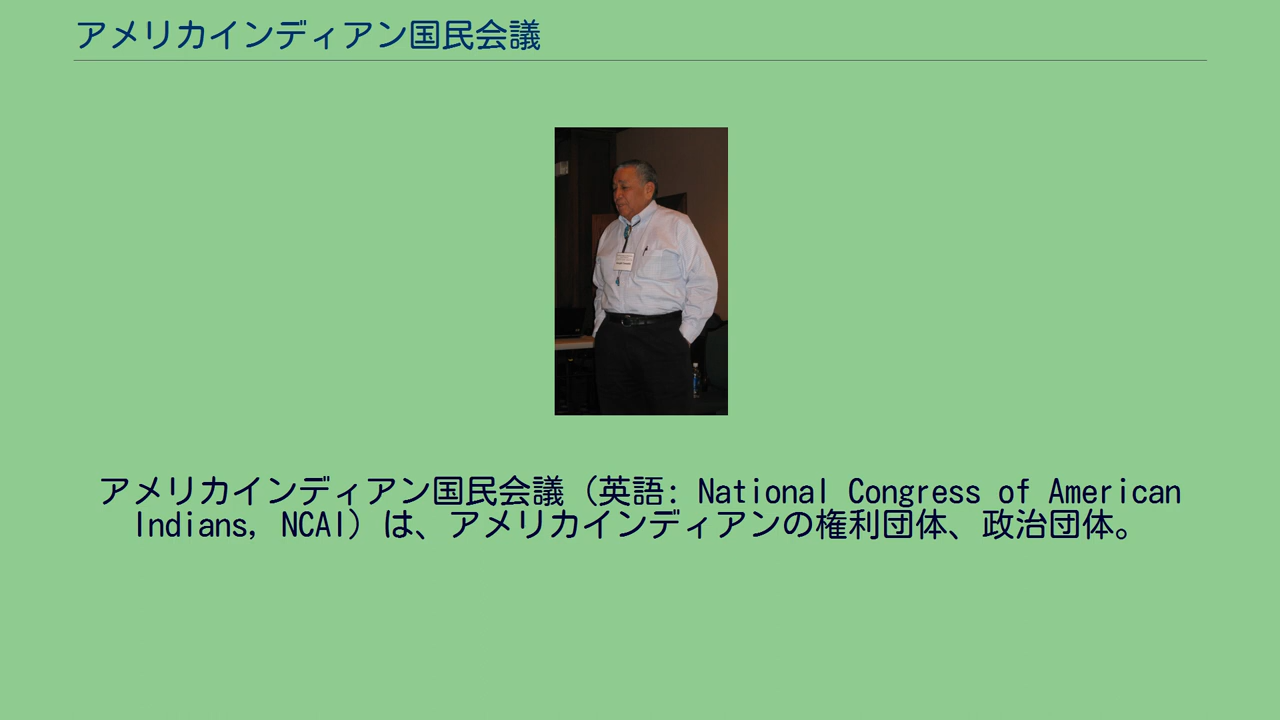 アメリカインディアン国民会議
アメリカインディアン国民会議（英語: National Congress of American
Indians, NCAI）は、アメリカインディアンの権利団体、政治団体。